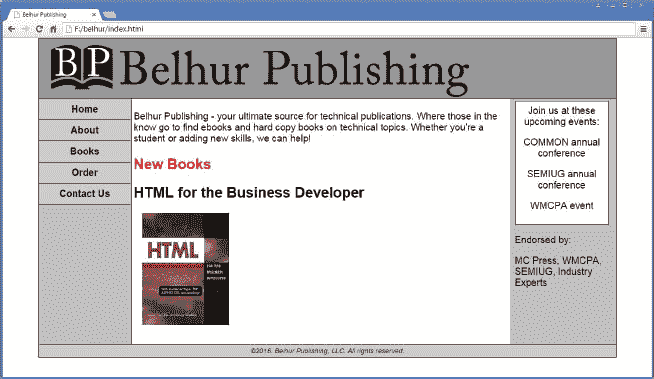 Belhur Publishing
F:/belhur/index.html
BP Belhur Publishing
Home
About
Books
Order
Contact Us
Belhur Publishing - your ultimate source for technical publications. Where those in the
know go to find ebooks and hard copy books on technical topics. Whether you're a
student or adding new skills, we can help!
New Books
HTML for the Business Developer
HTML
Join us at these
upcoming events:
COMMON annual
conference
SEMIUG annual
conference
WMCPA event
Endorsed by:
MC Press, WMCPA,
SEMIUG, Industry
Experts
©2016. Belhur Publishing, LLC. All rights reserved.